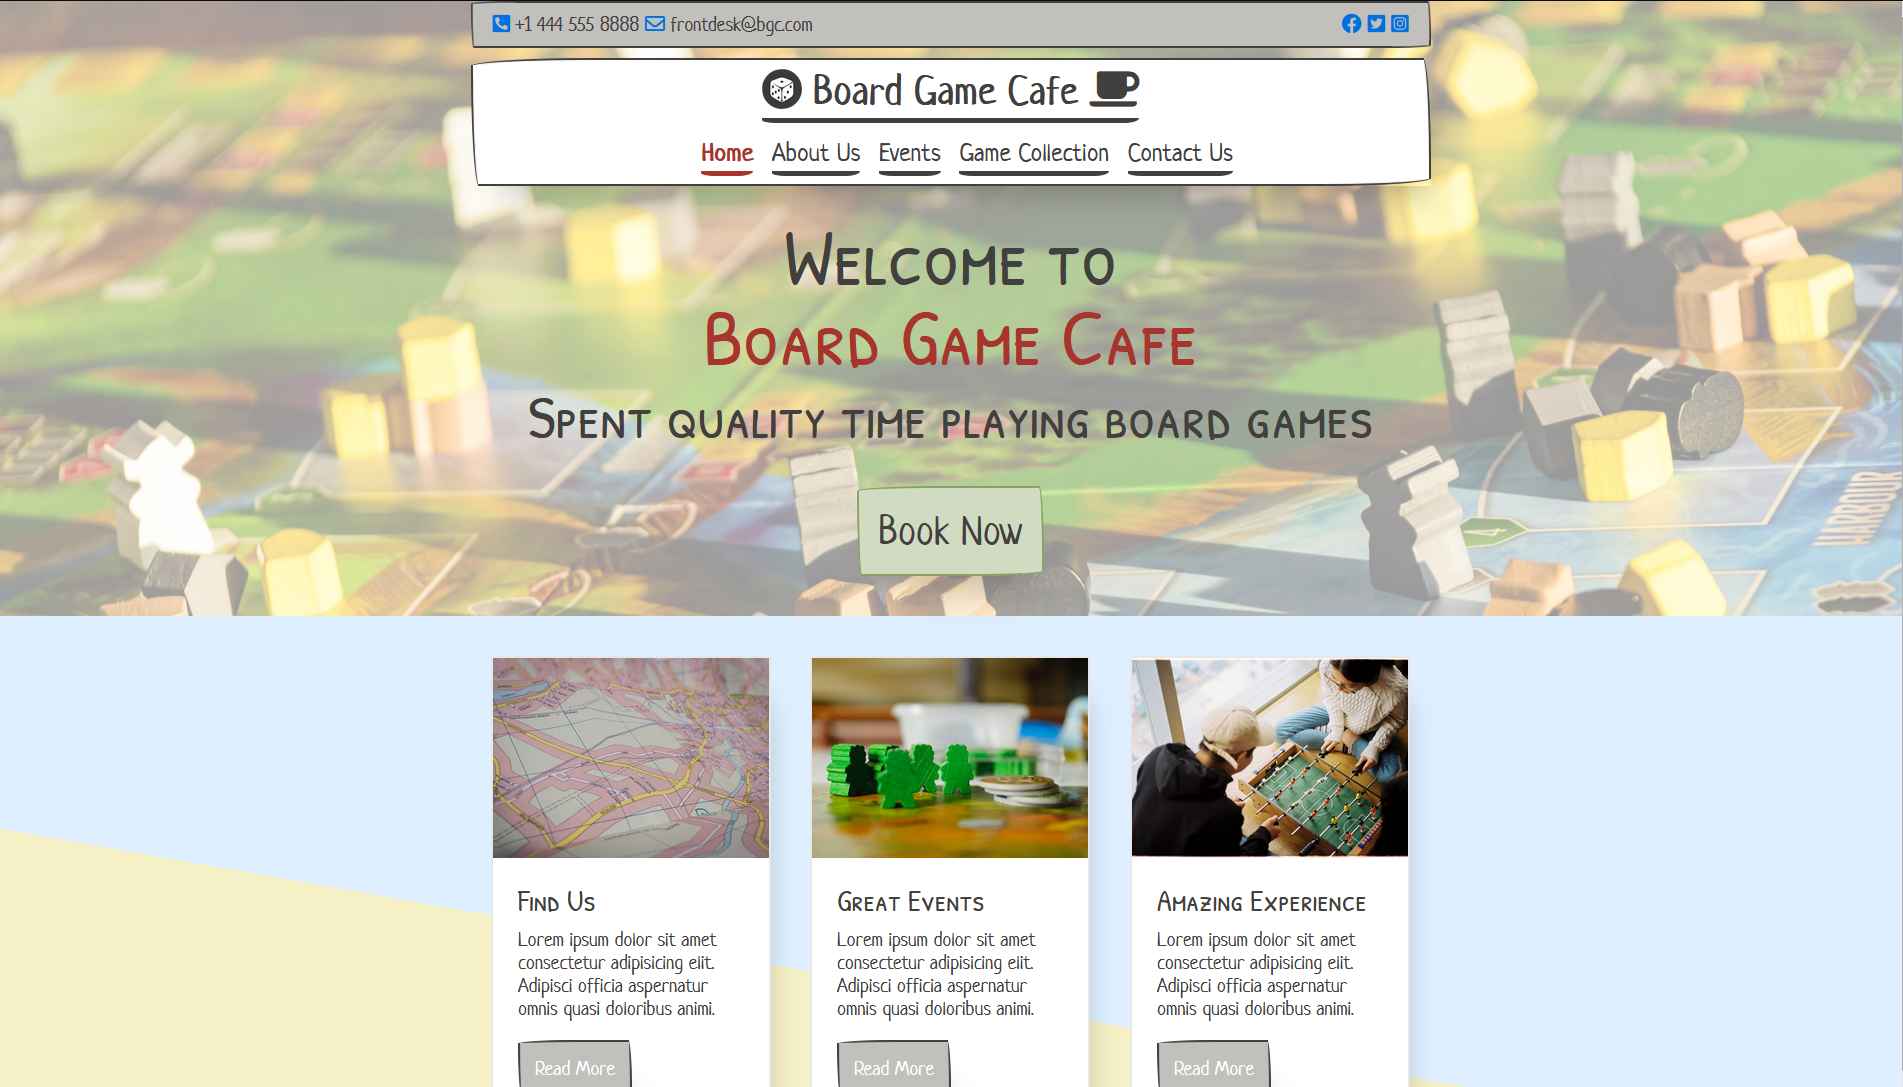 +1 444 555 8888 frontdesk@bgc.com
Board Game Cafe
Home About Us Events Game Collection Contact Us
Welcome to
Board Game Cafe
Spent quality time playing board games
HARBOUR
Book Now
Find Us
Lorem ipsum dolor sit amet
consectetur adipisicing elit.
Adipisci officia aspernatur
omnis quasi doloribus animi.
Read More
Great Events
Lorem ipsum dolor sit amet
consectetur adipisicing elit.
Adipisci officia aspernatur
omnis quasi doloribus animi.
Read More
Amazing Experience
Lorem ipsum dolor sit amet
consectetur adipisicing elit.
Adipisci officia aspernatur
omnis quasi doloribus animi.
Read More